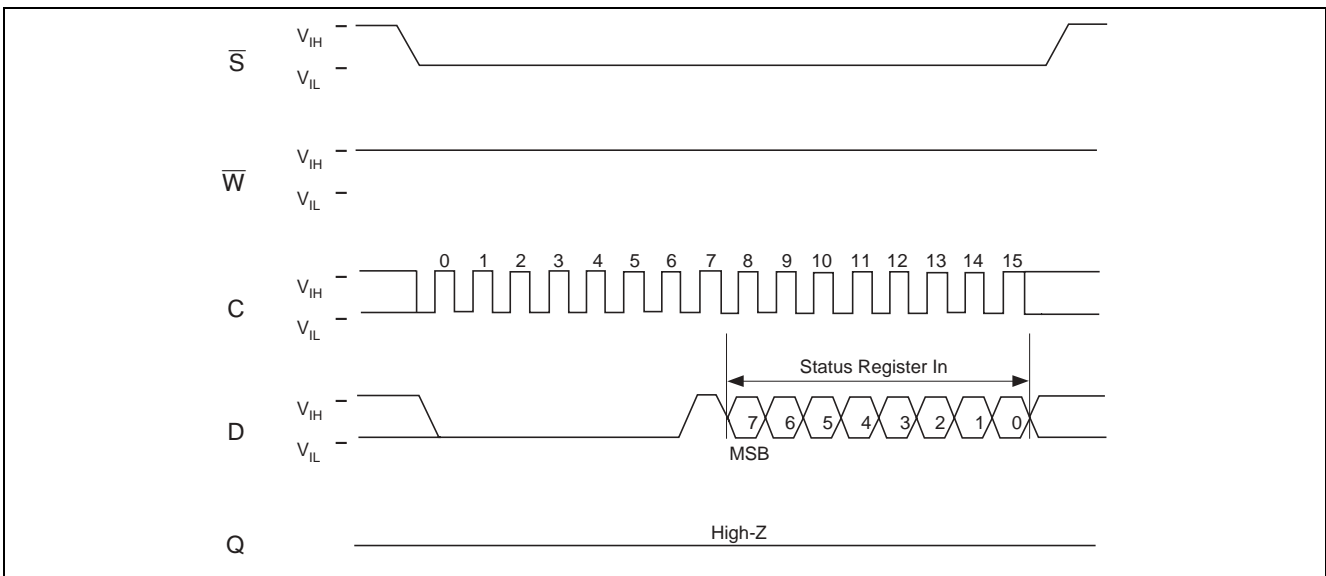 S̅
V_IH
V_IL
W̅
V_IH
V_IL
0 1 2 3 4 5 6 7 8 9 10 11 12 13 14 15
C
V_IH
V_IL
Status Register In
D
V_IH
V_IL
7 6 5 4 3 2 1 0
MSB
Q
High-Z